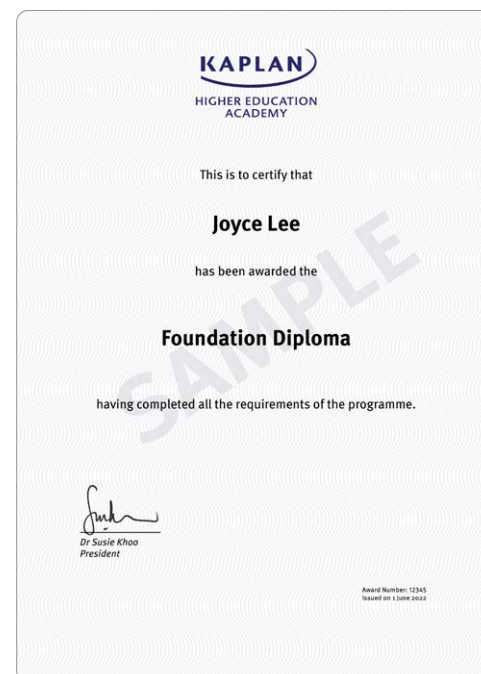 KAPLAN
HIGHER EDUCATION
ACADEMY
This is to certify that
Joyce Lee
has been awarded the
SAMPLE
Foundation Diploma
having completed all the requirements of the programme.
Dr Susie Khoo
President
Award Number: 12345
Issued on 1 June 2022